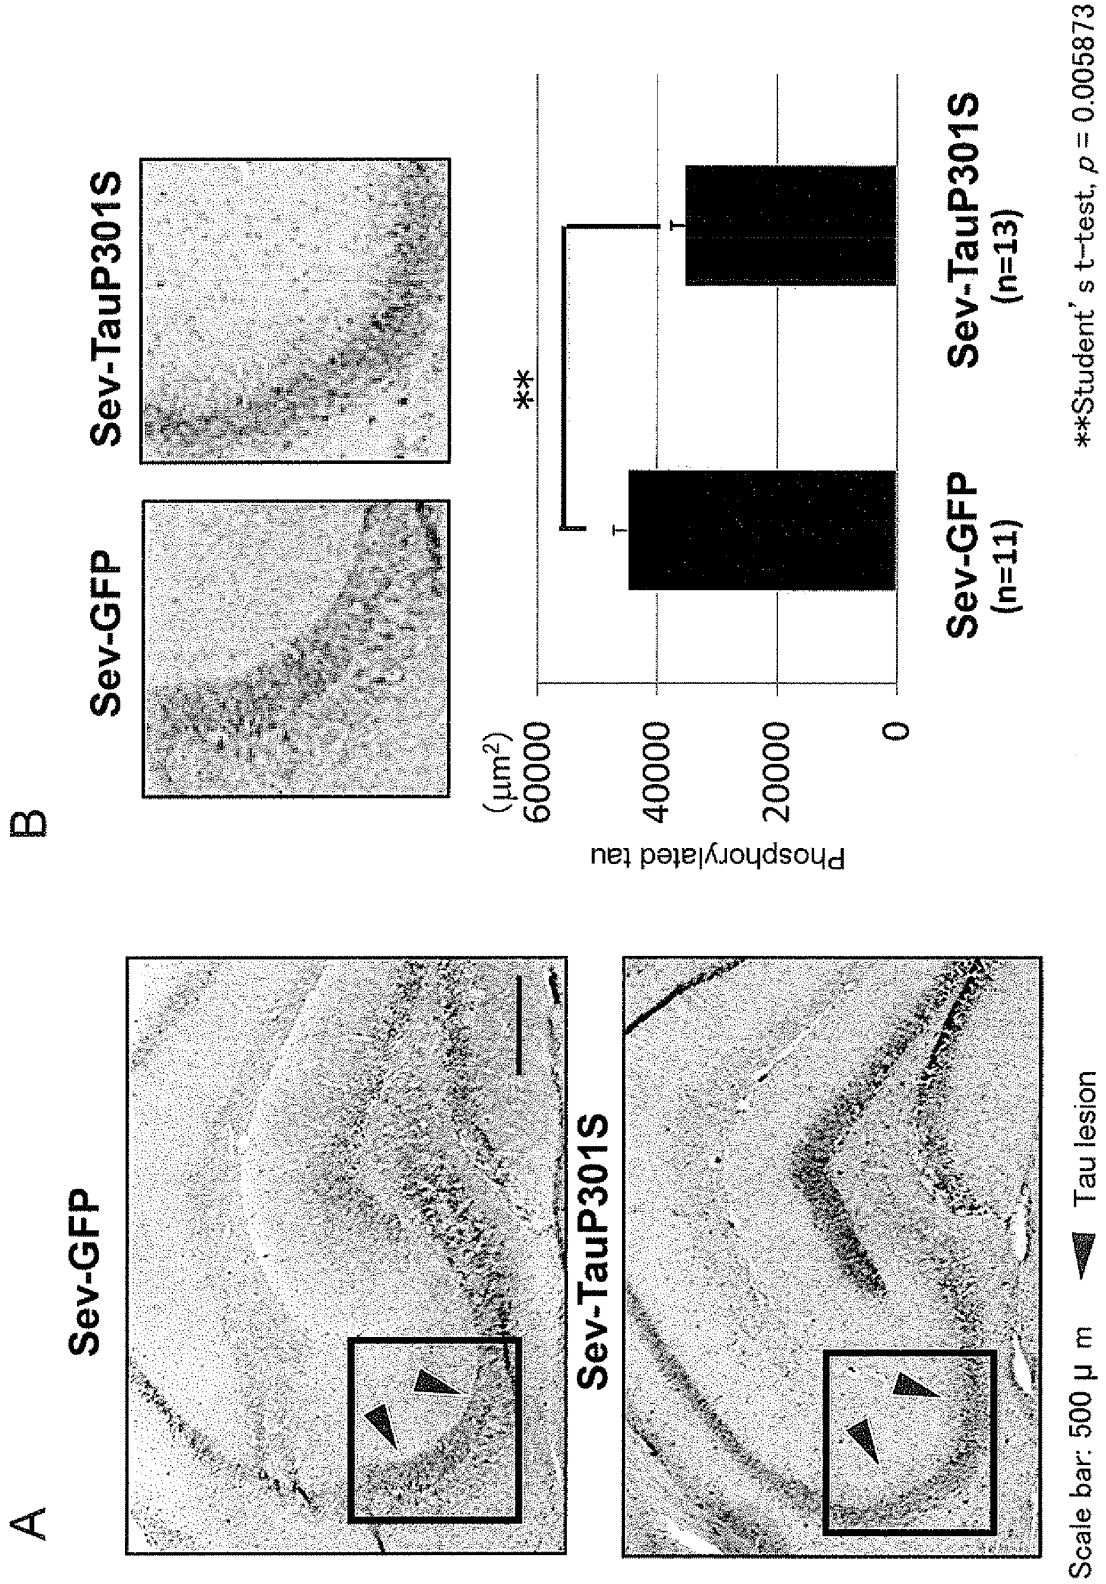 A
Sev-GFP
Sev-TauP301S
Scale bar: 500 μ m
Tau lesion
B
Sev-GFP
Sev-TauP301S
(μm²)
60000
40000
20000
0
Phosphorylated tau
**
Sev-GFP
(n=11)
Sev-TauP301S
(n=13)
**Student’ s t-test, p = 0.005873